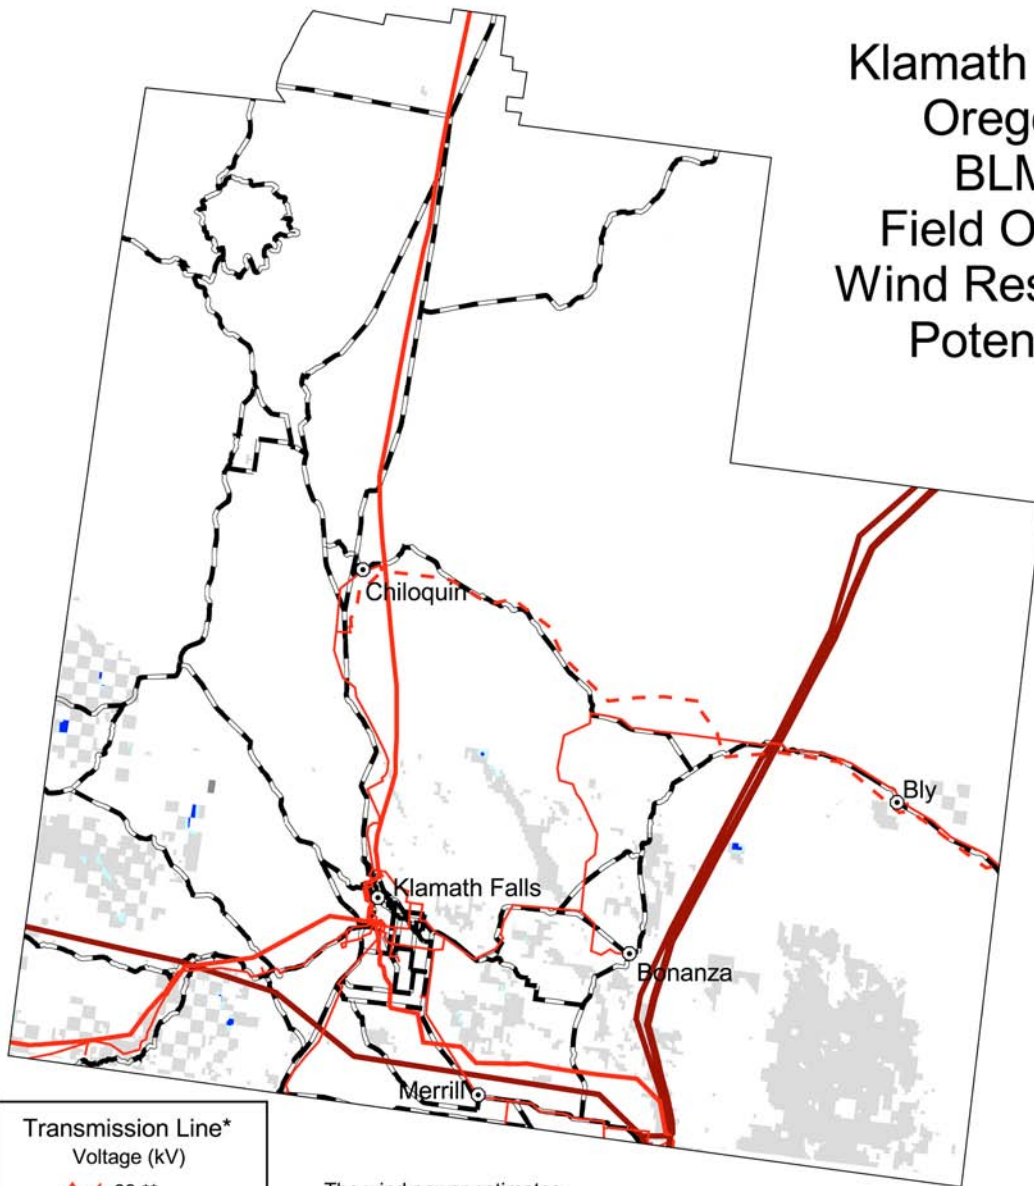 Klamath
Orego
BLM
Field O
Wind Res
Poten
Chiloquin
Bly
Klamath Falls
Bonanza
Merrill
Transmission Line*
Voltage (kV)